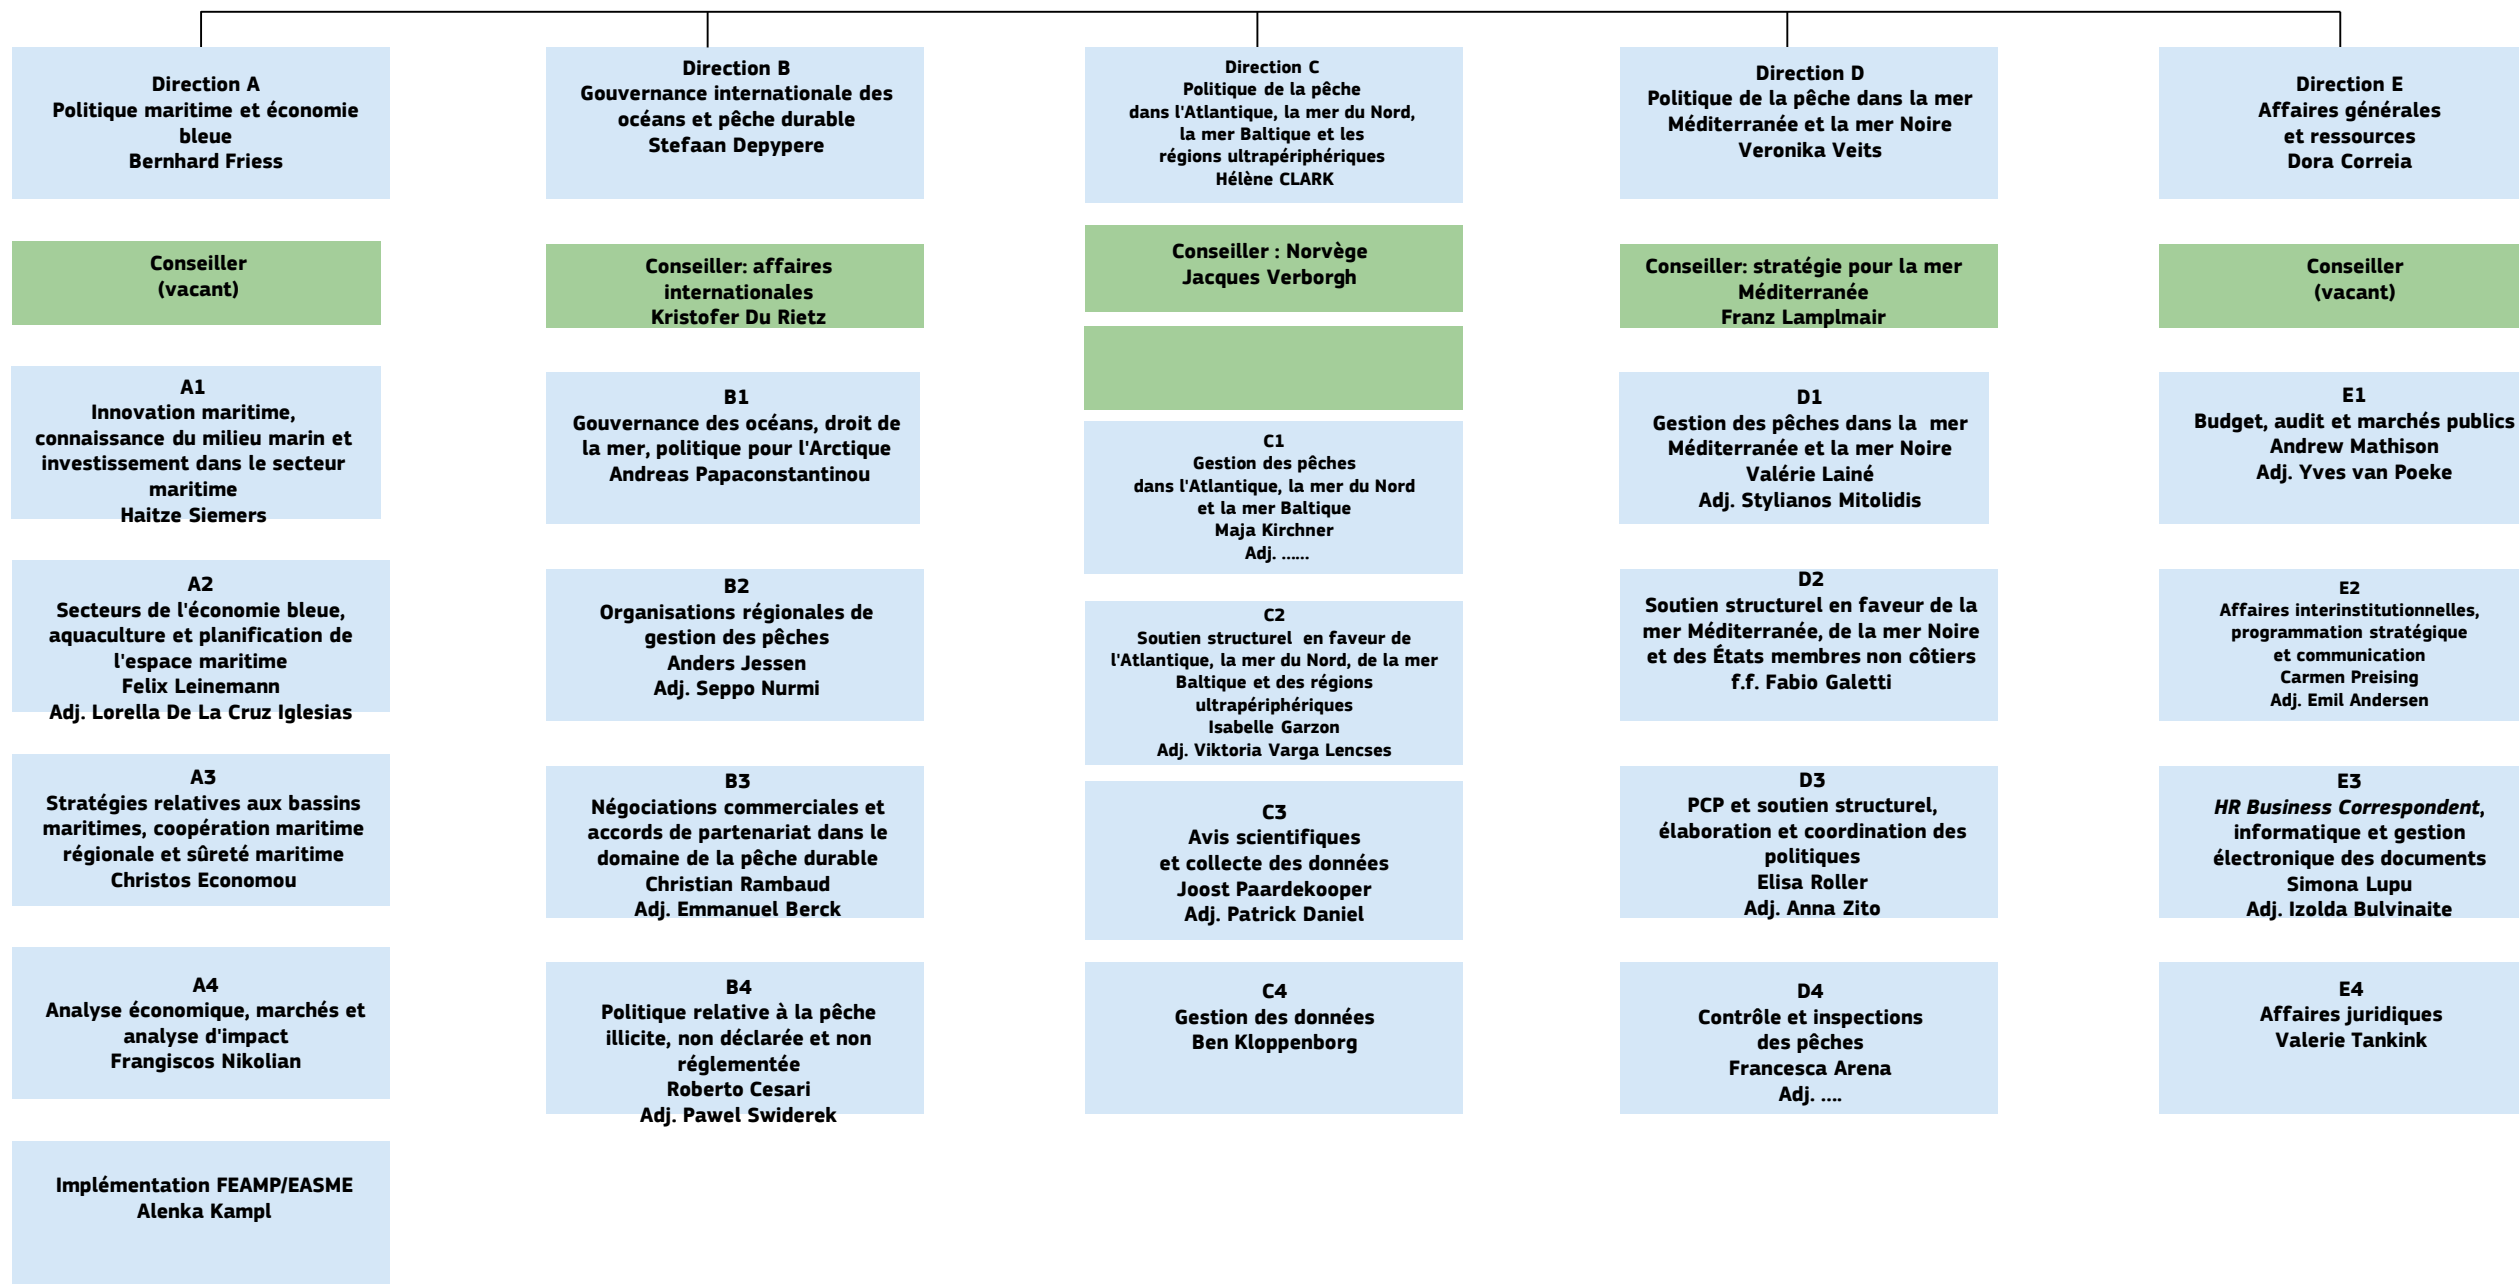 Direction A
Politique maritime et économie
bleue
Bernhard Friess
Conseiller
(vacant)
A1
Innovation maritime,
connaissance du milieu marin et
investissement dans le secteur
maritime
Haitze Siemers
A2
Secteurs de l'économie bleue,
aquaculture et planification de
l'espace maritime
Felix Leinemann
Adj. Lorella De La Cruz Iglesias
A3
Stratégies relatives aux bassins
maritimes, coopération maritime
régionale et sûreté maritime
Christos Economou
A4
Analyse économique, marchés et
analyse d'impact
Frangiscos Nikolian
Implémentation FEAMP/EASME
Alenka Kampl
Direction B
Gouvernance internationale des
océans et pêche durable
Stefaan Depypere
Conseiller: affaires
internationales
Kristofer Du Rietz
B1
Gouvernance des océans, droit de
la mer, politique pour l'Arctique
Andreas Papaconstantinou
B2
Organisations régionales de
gestion des pêches
Anders Jessen
Adj. Seppo Nurmi
B3
Négociations commerciales et
accords de partenariat dans le
domaine de la pêche durable
Christian Rambaud
Adj. Emmanuel Berck
B4
Politique relative à la pêche
illicite, non déclarée et non
réglementée
Roberto Cesari
Adj. Pawel Swiderek
Direction C
Politique de la pêche
dans l'Atlantique, la mer du Nord,
la mer Baltique et les
régions ultrapériphériques
Hélène CLARK
Conseiller : Norvège
Jacques Verborgh
C1
Gestion des pêches
dans l'Atlantique, la mer du Nord
et la mer Baltique
Maja Kirchner
Adj. ......
C2
Soutien structurel  en faveur de
l'Atlantique, la mer du Nord, de la mer
Baltique et des régions
ultrapériphériques
Isabelle Garzon
Adj. Viktoria Varga Lencses
C3
Avis scientifiques
et collecte des données
Joost Paardekooper
Adj. Patrick Daniel
C4
Gestion des données
Ben Kloppenborg
Direction D
Politique de la pêche dans la mer
Méditerranée et la mer Noire
Veronika Veits
Conseiller: stratégie pour la mer
Méditerranée
Franz Lamplmair
D1
Gestion des pêches dans la  mer
Méditerranée et la mer Noire
Valérie Lainé
Adj. Stylianos Mitolidis
D2
Soutien structurel en faveur de la
mer Méditerranée, de la mer Noire
et des États membres non côtiers
f.f. Fabio Galetti
D3
PCP et soutien structurel,
élaboration et coordination des
politiques
Elisa Roller
Adj. Anna Zito
D4
Contrôle et inspections
des pêches
Francesca Arena
Adj. ....
Direction E
Affaires générales
et ressources
Dora Correia
Conseiller
(vacant)
E1
Budget, audit et marchés publics
Andrew Mathison
Adj. Yves van Poeke
E2
Affaires interinstitutionnelles,
programmation stratégique
et communication
Carmen Preising
Adj. Emil Andersen
E3
HR Business Correspondent,
informatique et gestion
électronique des documents
Simona Lupu
Adj. Izolda Bulvinaite
E4
Affaires juridiques
Valerie Tankink